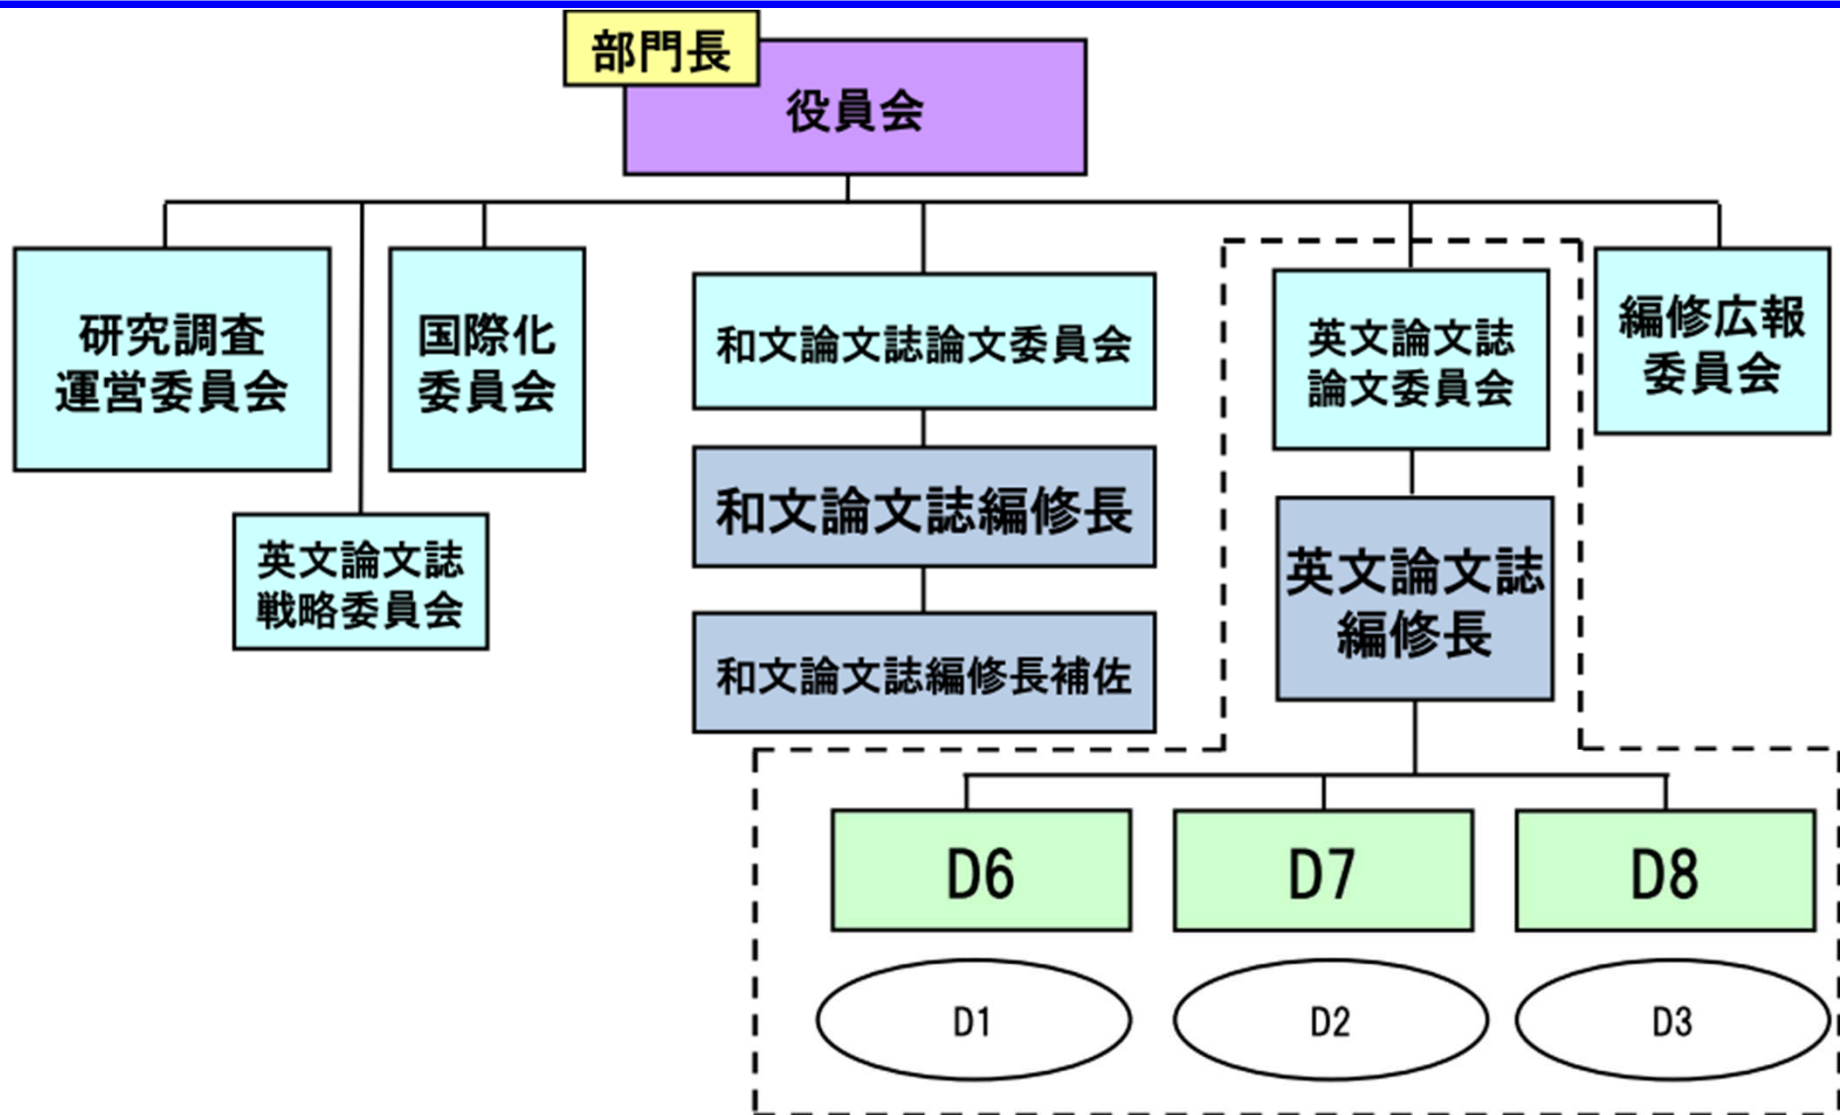 部門長
役員会
研究調査
運営委員会
国際化
委員会
和文論文誌論文委員会
英文論文誌
論文委員会
編修広報
委員会
英文論文誌
戦略委員会
和文論文誌編修長
英文論文誌
編修長
和文論文誌編修長補佐
D6
D7
D8
D1
D2
D3